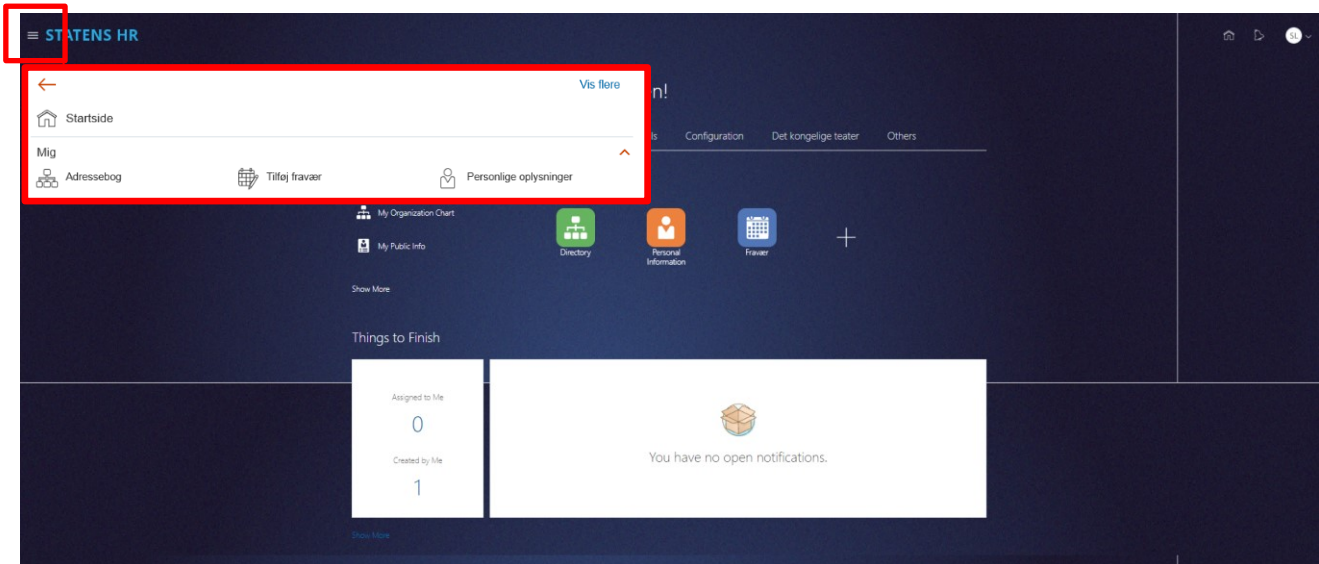 STATENS HR
SL
Vis flere
Startside
Mig
Adressebog Tilføj fravær Personlige oplysninger
n!
ls Configuration Det kongelige teater Others
My Organization Chart
My Public Info
Directory Personal Information Fravær
Show More
Things to Finish
Assigned to Me
0
Created by Me
1
You have no open notifications.
Show More